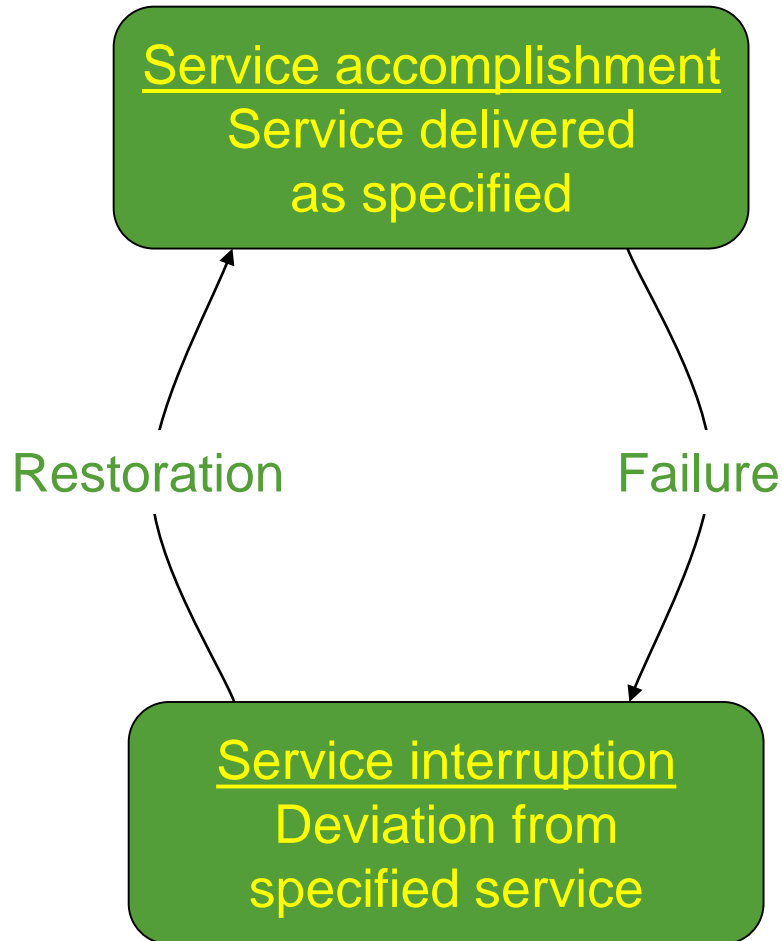 Service accomplishment
Service delivered
as specified
Restoration
Failure
Service interruption
Deviation from
specified service